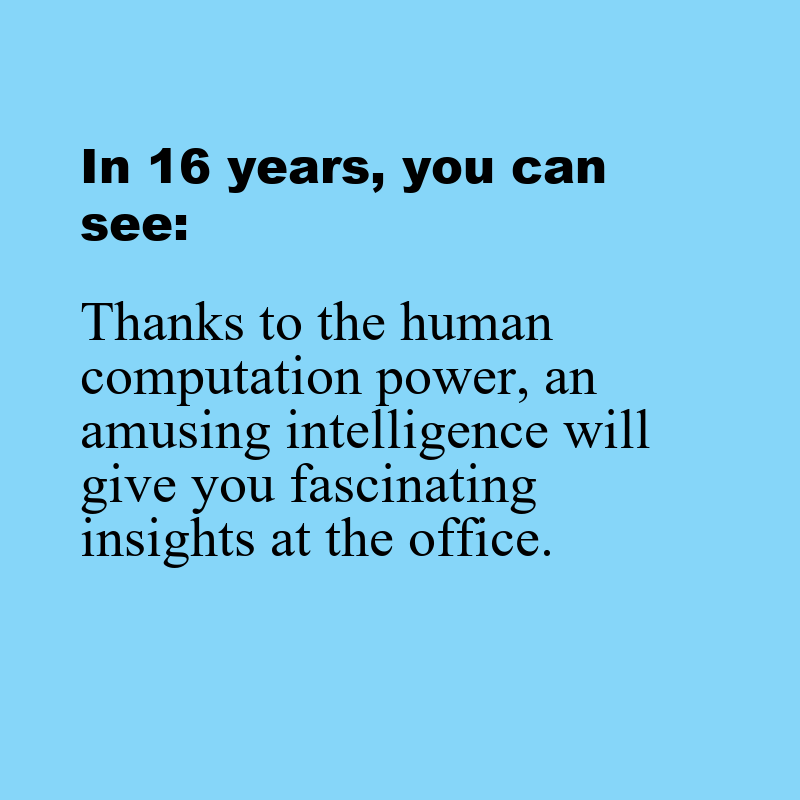 In 16 years, you can
see:
Thanks to the human
computation power, an
amusing intelligence will
give you fascinating
insights at the office.